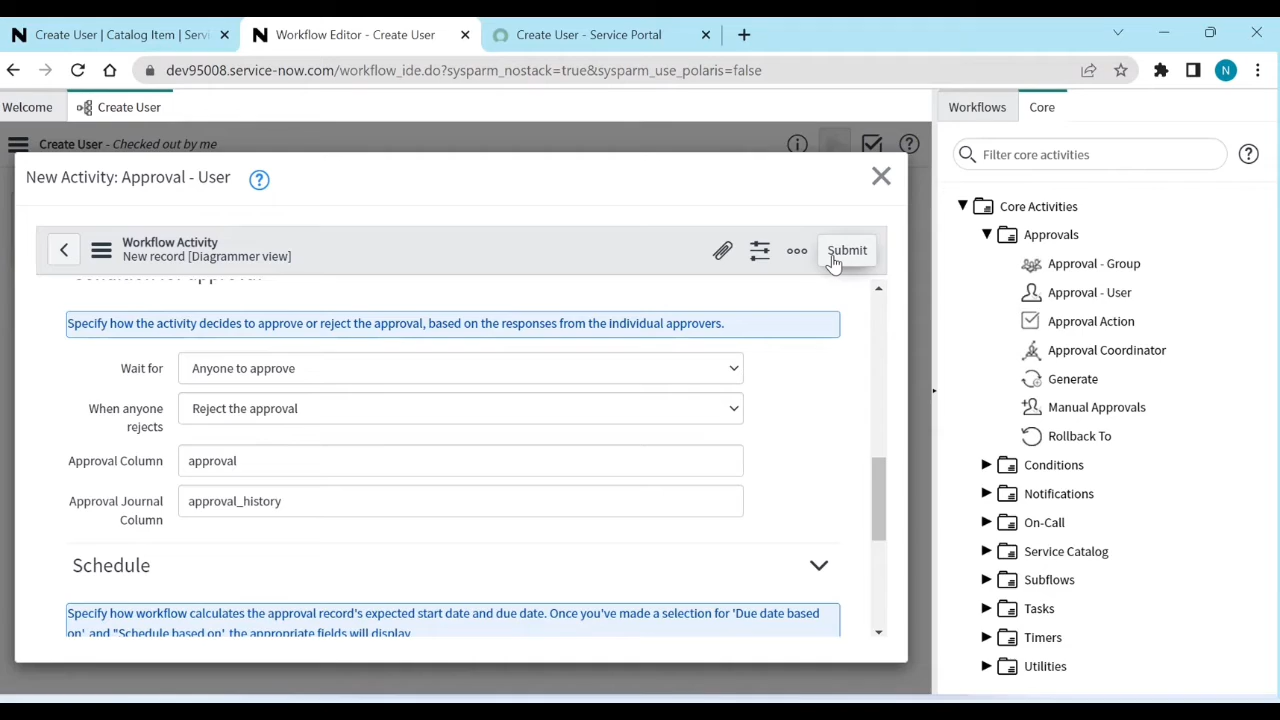 Create User | Catalog Item | Servi
Workflow Editor - Create User
Create User - Service Portal
dev95008.service-now.com/workflow_ide.do?sysparm_nostack=true&sysparm_use_polaris=false
N
Welcome
Create User
Workflows
Core
Create User - Checked out by me
Filter core activities
New Activity: Approval - User
Workflow Activity
New record [Diagrammer view]
Submit
Condition for approval
Specify how the activity decides to approve or reject the approval, based on the responses from the individual approvers.
Wait for
Anyone to approve
When anyone
rejects
Reject the approval
Approval Column
approval
Approval Journal
Column
approval_history
Schedule
Specify how workflow calculates the approval record's expected start date and due date. Once you've made a selection for 'Due date based
on' and "Schedule based on' the appropriate fields will display
Core Activities
Approvals
Approval - Group
Approval - User
Approval Action
Approval Coordinator
Generate
Manual Approvals
Rollback To
Conditions
Notifications
On-Call
Service Catalog
Subflows
Tasks
Timers
Utilities